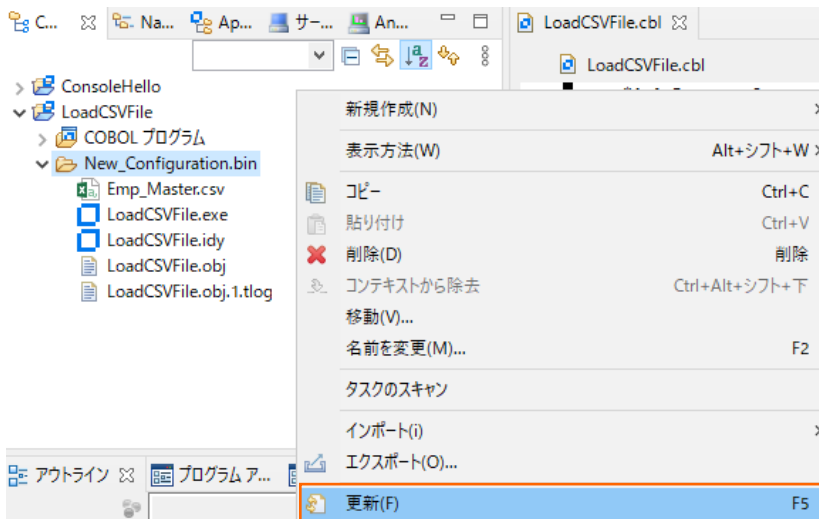 C... Na... Ap... サー... An...
LoadCSVFile.cbl
LoadCSVFile.cbl
ConsoleHello
LoadCSVFile
COBOL プログラム
New_Configuration.bin
Emp_Master.csv
LoadCSVFile.exe
LoadCSVFile.idy
LoadCSVFile.obj
LoadCSVFile.obj.1.tlog
新規作成(N)
表示方法(W) Alt+シフト+W
コピー Ctrl+C
貼り付け Ctrl+V
削除(D) 削除
コンテキストから除去 Ctrl+Alt+シフト+下
移動(V)...
名前を変更(M)... F2
タスクのスキャン
インポート(i)
エクスポート(O)...
更新(F) F5
アウトライン プログラム ア...